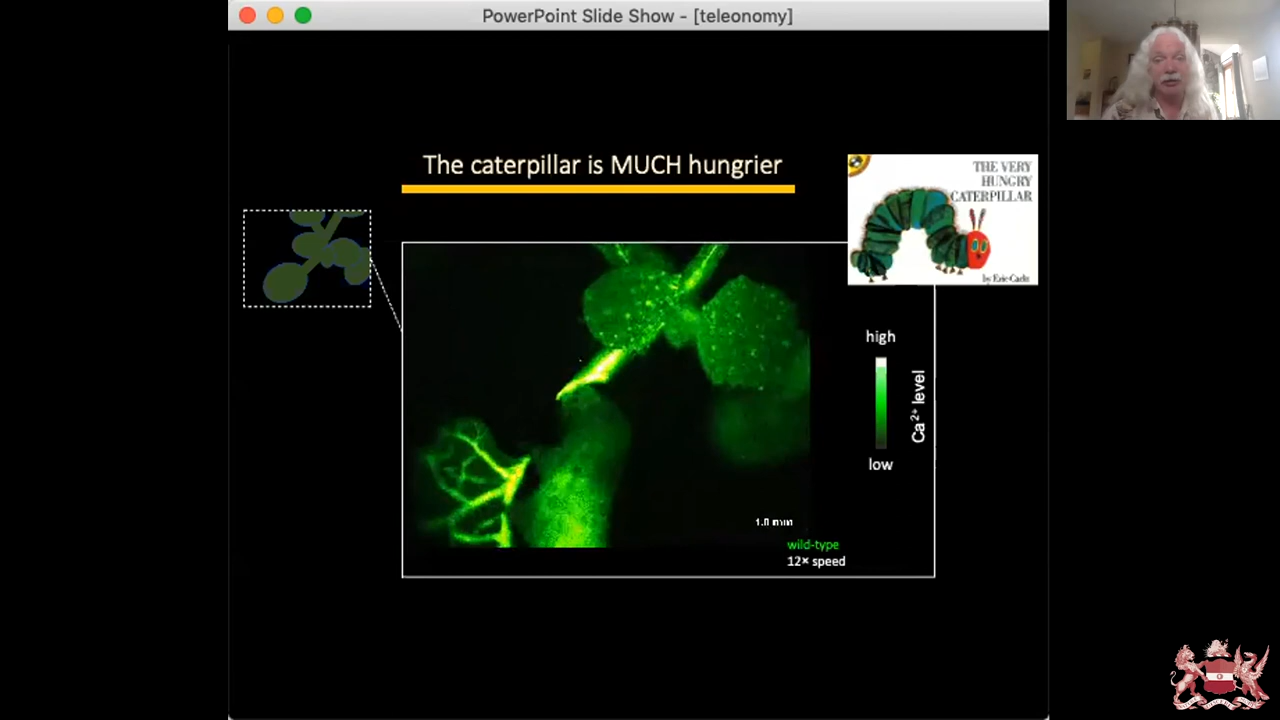 PowerPoint Slide Show - [teleonomy]
The caterpillar is MUCH hungrier
THE VERY
HUNGRY
CATERPILLAR
by Eric Carle
high
Ca²⁺ level
low
1.0 mm
wild-type
12× speed